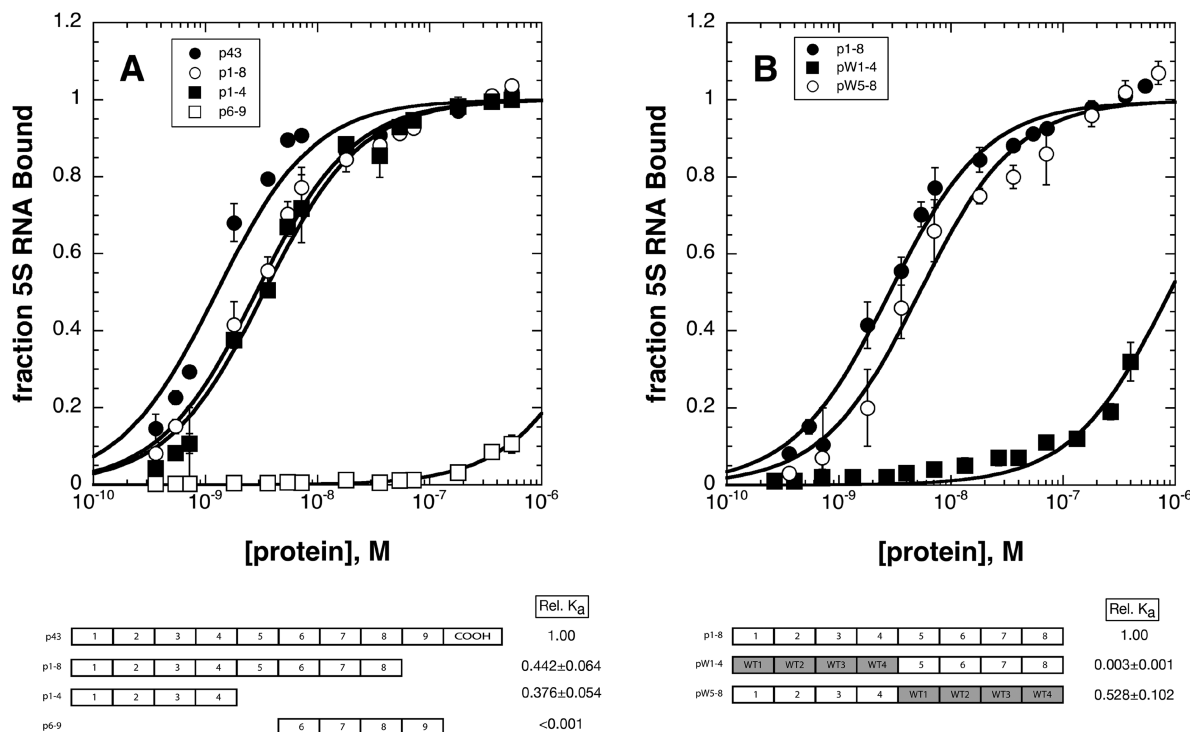 A
p43
p1-8
p1-4
p6-9
1.2
1
0.8
0.6
0.4
0.2
0
fraction 5S RNA Bound
10-10
10-9
10-8
10-7
10-6
[protein], M
B
p1-8
pW1-4
pW5-8
1.2
1
0.8
0.6
0.4
0.2
0
fraction 5S RNA Bound
10-10
10-9
10-8
10-7
10-6
[protein], M
Rel. Ka
p43 1 2 3 4 5 6 7 8 9 COOH 1.00
p1-8 1 2 3 4 5 6 7 8 0.442±0.064
p1-4 1 2 3 4 0.376±0.054
p6-9 6 7 8 9 <0.001
Rel. Ka
p1-8 1 2 3 4 5 6 7 8 1.00
pW1-4 WT1 WT2 WT3 WT4 5 6 7 8 0.003±0.001
pW5-8 1 2 3 4 WT1 WT2 WT3 WT4 0.528±0.102